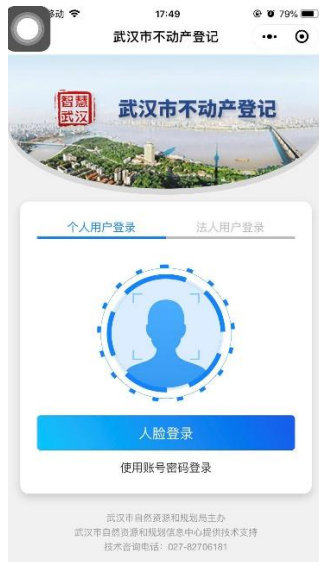 移动 17:49 79%
武汉市不动产登记
智慧
武汉
武汉市不动产登记
个人用户登录 法人用户登录
人脸登录
使用账号密码登录
武汉市自然资源和规划局主办
武汉市自然资源和规划信息中心提供技术支持
技术咨询电话：027-82706181